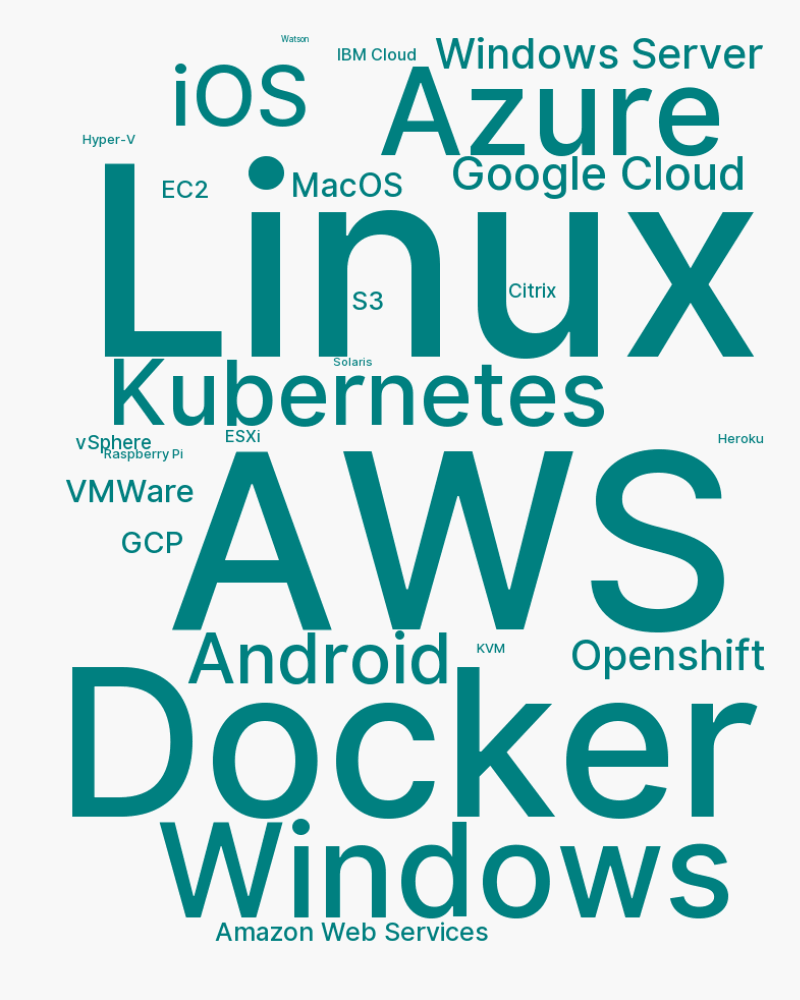 Watson
IBM Cloud
Windows Server
iOS
Azure
Hyper-V
Google Cloud
EC2
MacOS
Linux
S3
Citrix
Solaris
Kubernetes
ESXi
vSphere
Heroku
Raspberry Pi
VMWare
AWS
GCP
Android
KVM
Openshift
Docker
Windows
Amazon Web Services